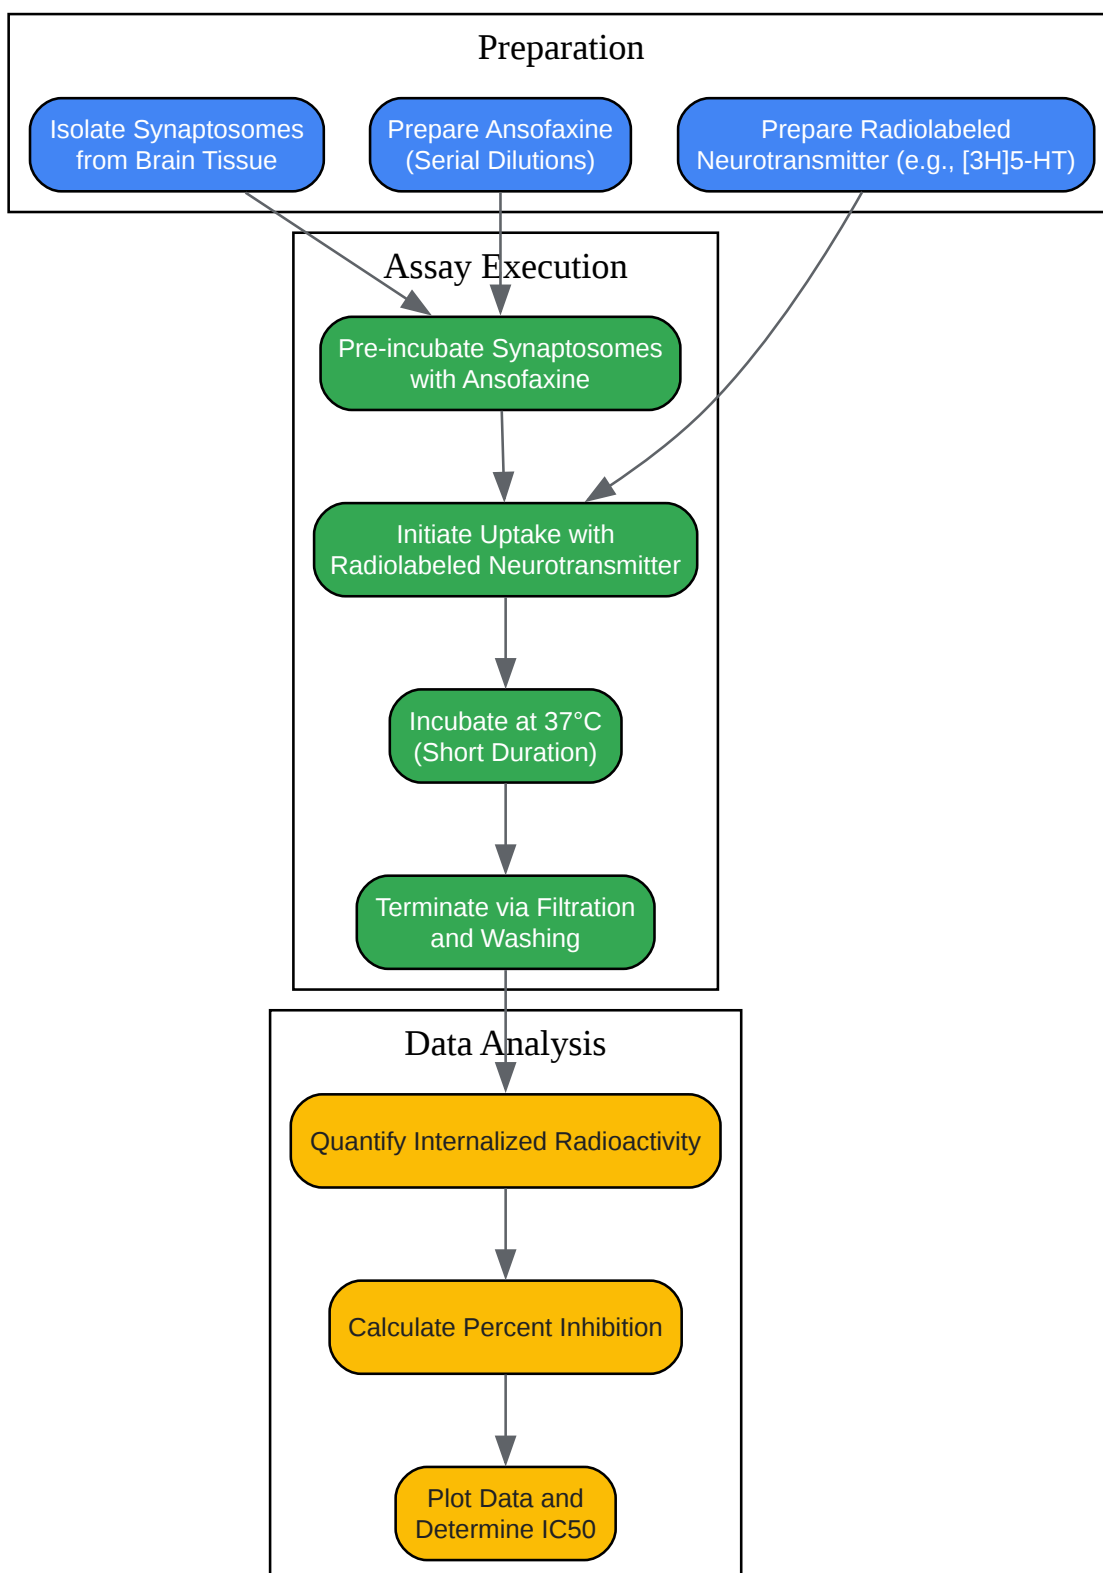 Preparation
Isolate Synaptosomes
from Brain Tissue
Prepare Ansofaxine
(Serial Dilutions)
Prepare Radiolabeled
Neurotransmitter (e.g., [3H]5-HT)
Assay Execution
Pre-incubate Synaptosomes
with Ansofaxine
Initiate Uptake with
Radiolabeled Neurotransmitter
Incubate at 37°C
(Short Duration)
Terminate via Filtration
and Washing
Data Analysis
Quantify Internalized Radioactivity
Calculate Percent Inhibition
Plot Data and
Determine IC50